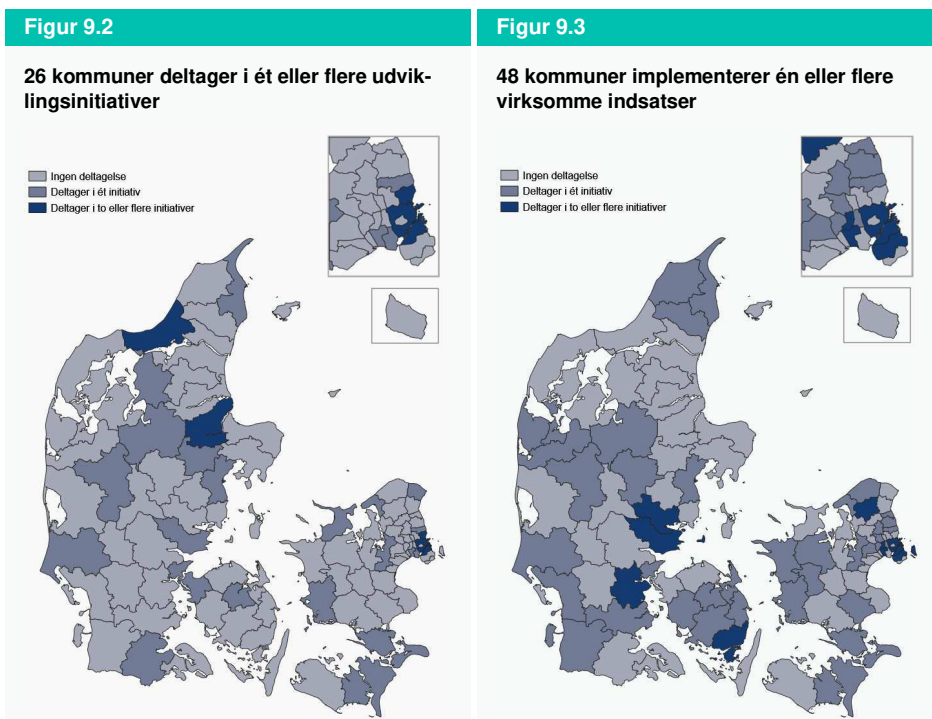 Figur 9.2
26 kommuner deltager i ét eller flere udvik-
lingsinitiativer
Ingen deltagelse
Deltager i ét initiativ
Deltager i to eller flere initiativer
Figur 9.3
48 kommuner implementerer én eller flere
virksomme indsatser
Ingen deltagelse
Deltager i ét initiativ
Deltager i to eller flere initiativer